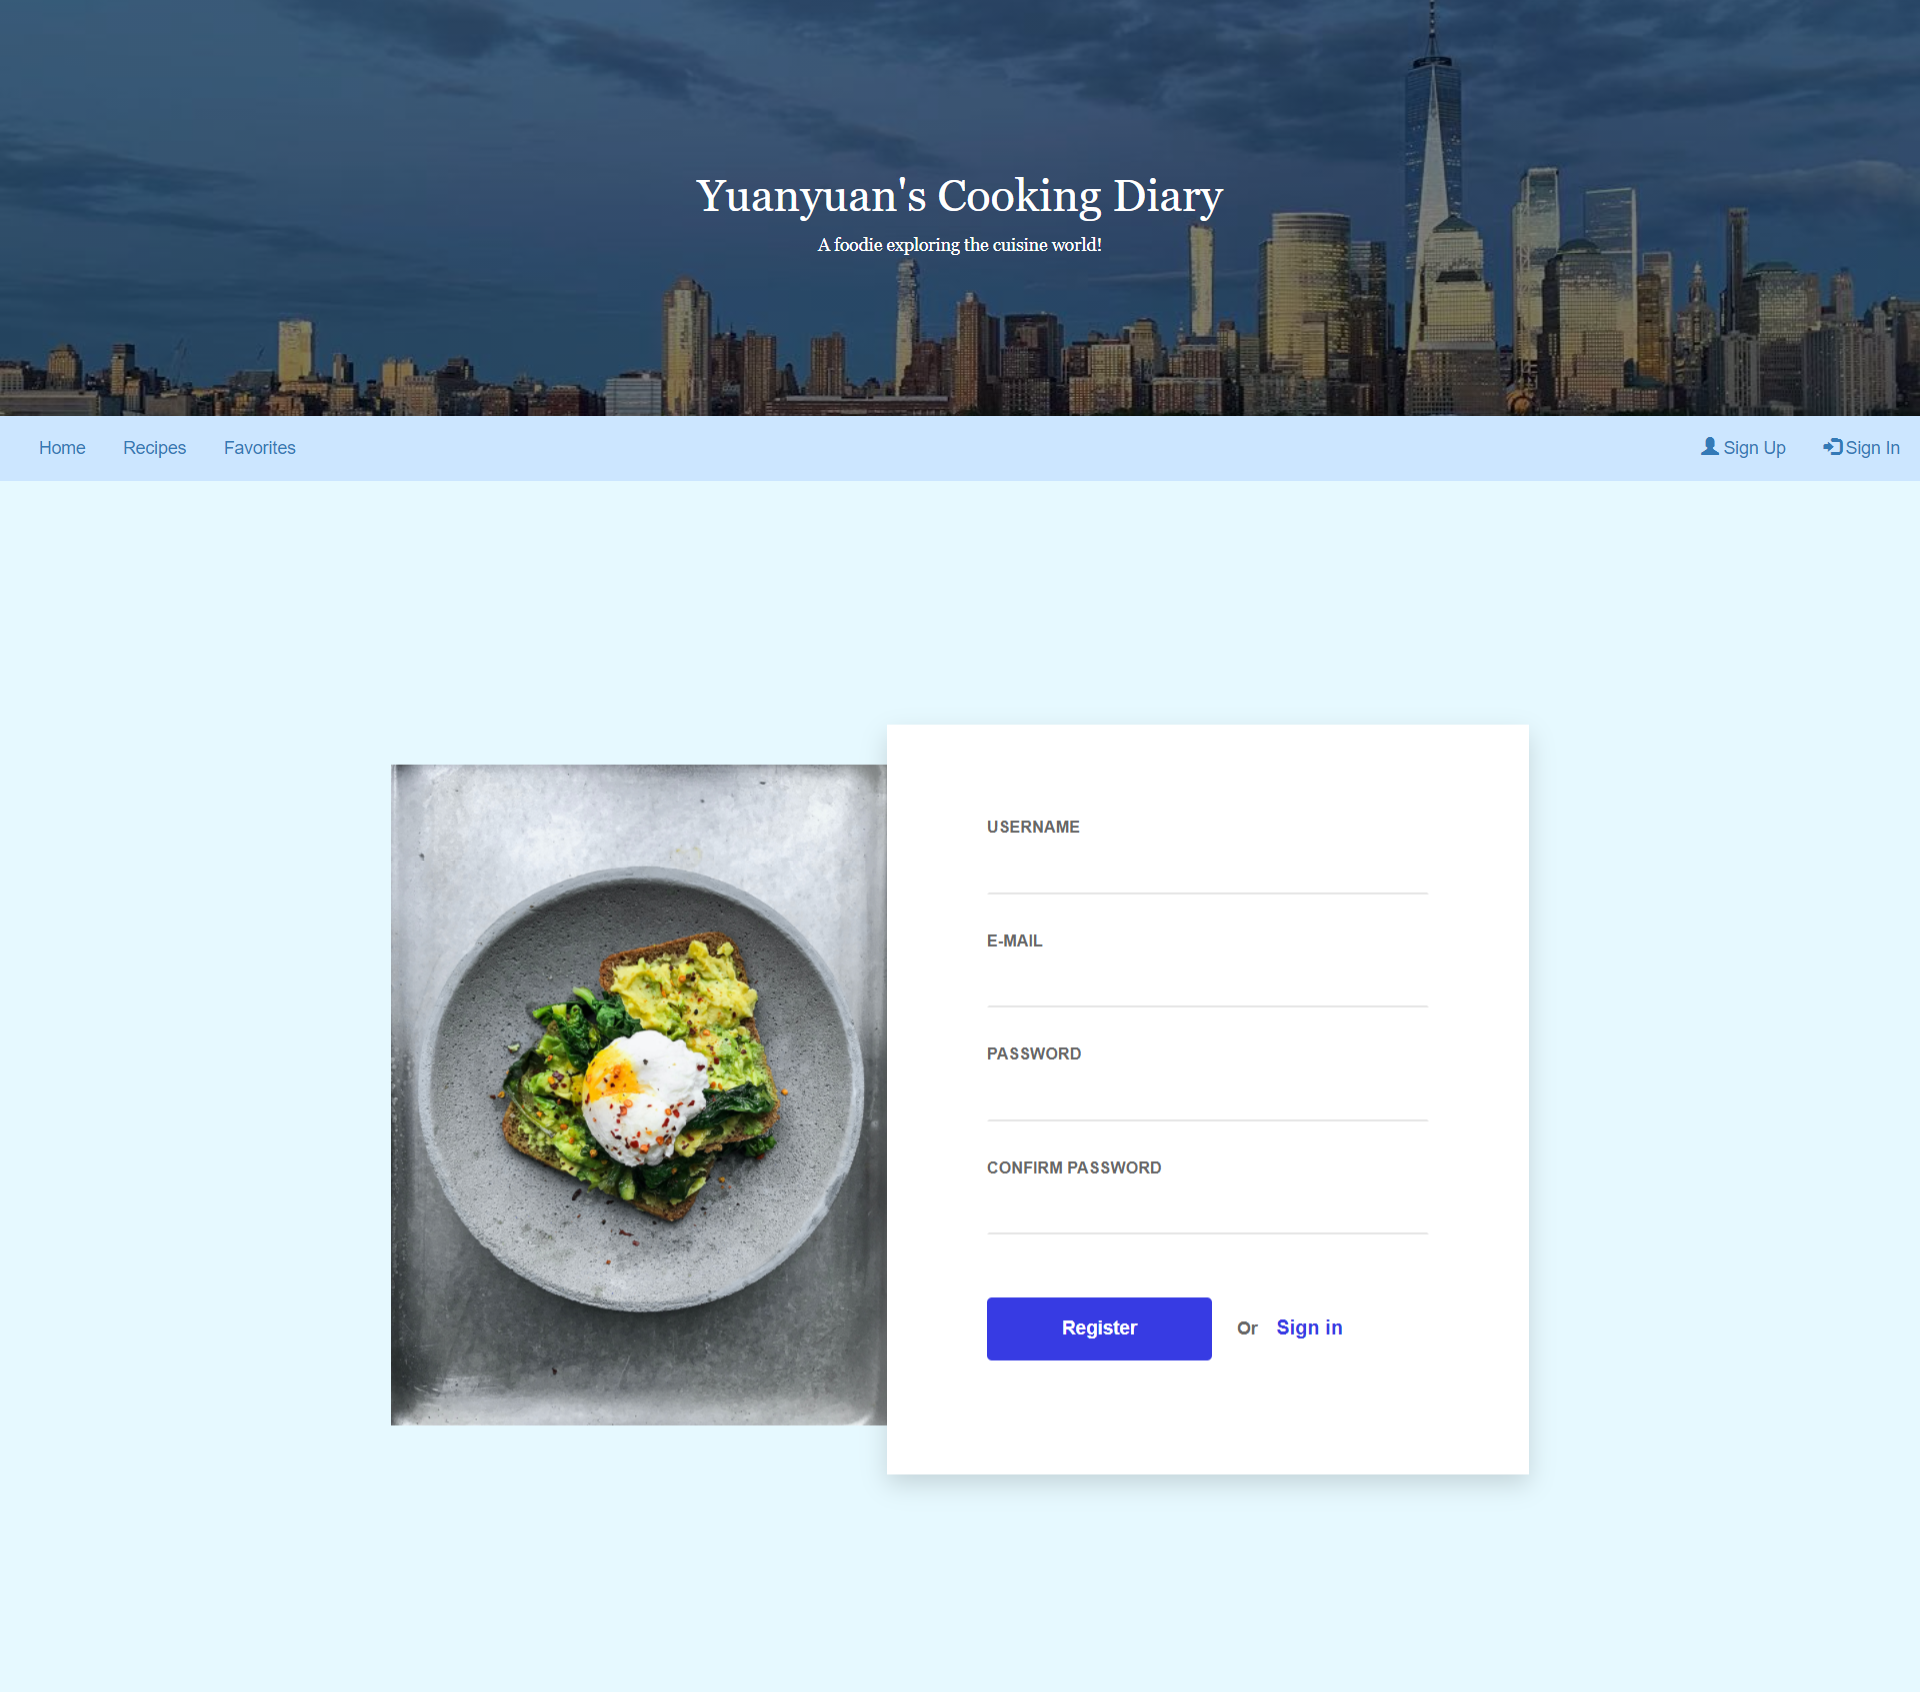 Yuanyuan's Cooking Diary
A foodie exploring the cuisine world!
Home Recipes Favorites Sign Up Sign In
USERNAME
E-MAIL
PASSWORD
CONFIRM PASSWORD
Register Or Sign in